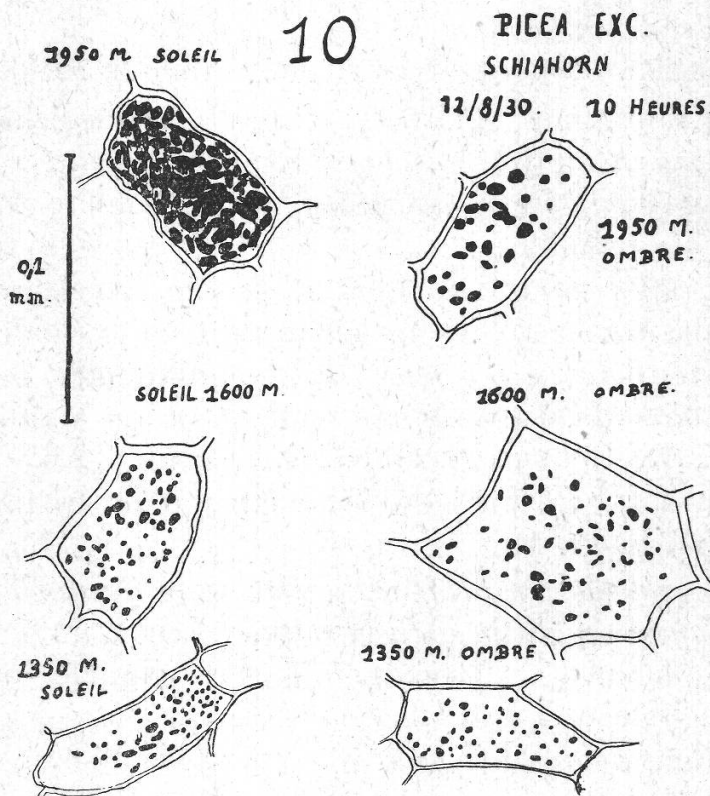 10
PICEA EXC.
SCHIAHORN
12/8/30. 10 HEURES.
1950 M SOLEIL
1950 M.
OMBRE.
0,1
mm.
SOLEIL 1600 M.
1600 M. OMBRE.
1350 M.
SOLEIL
1350 M. OMBRE